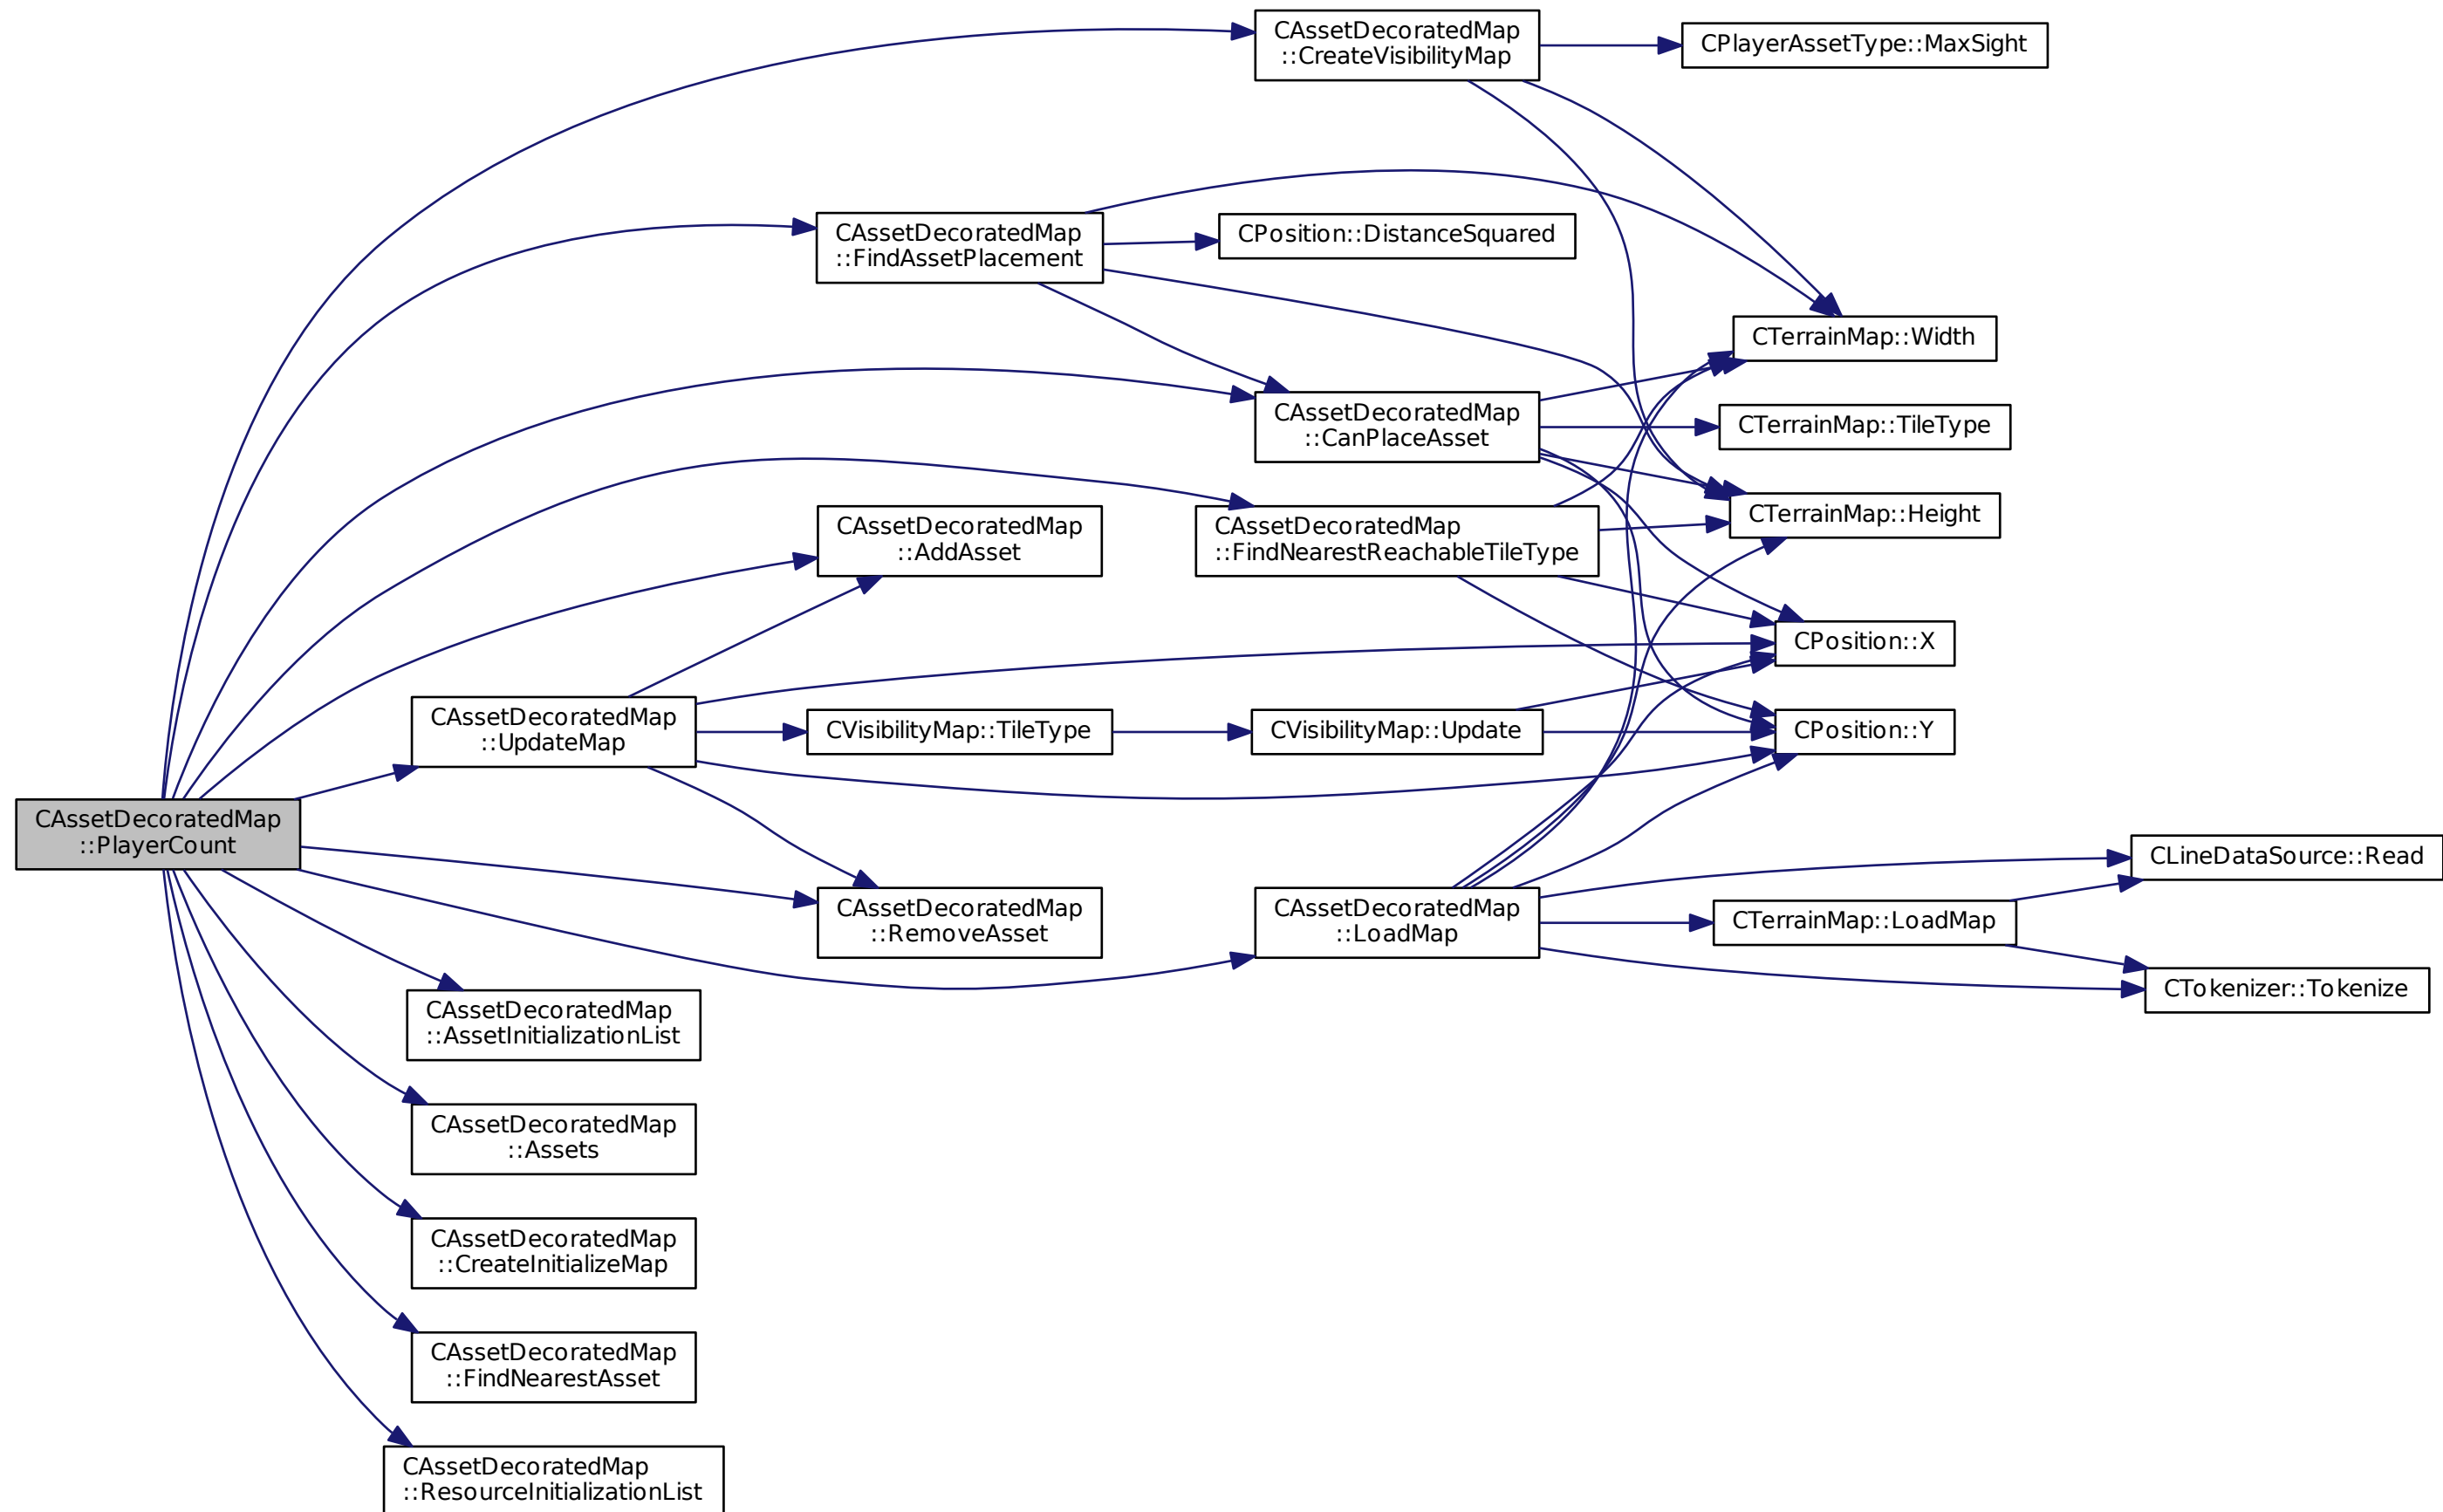 CAssetDecoratedMap
::CreateVisibilityMap
CPlayerAssetType::MaxSight
CAssetDecoratedMap
::FindAssetPlacement
CPosition::DistanceSquared
CTerrainMap::Width
CAssetDecoratedMap
::CanPlaceAsset
CTerrainMap::TileType
CAssetDecoratedMap
::AddAsset
CAssetDecoratedMap
::FindNearestReachableTileType
CTerrainMap::Height
CPosition::X
CAssetDecoratedMap
::UpdateMap
CVisibilityMap::TileType
CVisibilityMap::Update
CPosition::Y
CAssetDecoratedMap
::PlayerCount
CLineDataSource::Read
CAssetDecoratedMap
::RemoveAsset
CAssetDecoratedMap
::LoadMap
CTerrainMap::LoadMap
CTokenizer::Tokenize
CAssetDecoratedMap
::AssetInitializationList
CAssetDecoratedMap
::Assets
CAssetDecoratedMap
::CreateInitializeMap
CAssetDecoratedMap
::FindNearestAsset
CAssetDecoratedMap
::ResourceInitializationList